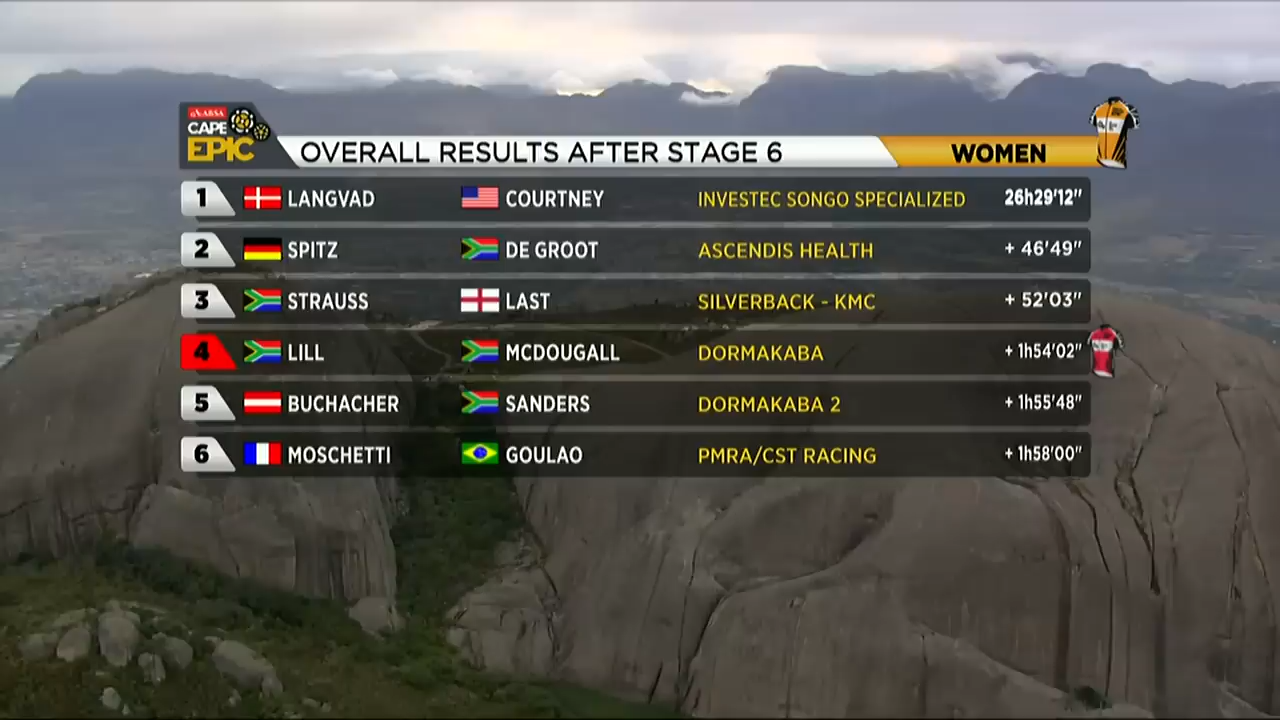 ABSA
CAPE
EPIC
OVERALL RESULTS AFTER STAGE 6 WOMEN
1 LANGVAD COURTNEY INVESTEC SONGO SPECIALIZED 26h29'12"
2 SPITZ DE GROOT ASCENDIS HEALTH + 46'49"
3 STRAUSS LAST SILVERBACK - KMC + 52'03"
4 LILL MCDOUGALL DORMAKABA + 1h54'02"
5 BUCHACHER SANDERS DORMAKABA 2 + 1h55'48"
6 MOSCHETTI GOULAO PMRA/CST RACING + 1h58'00"